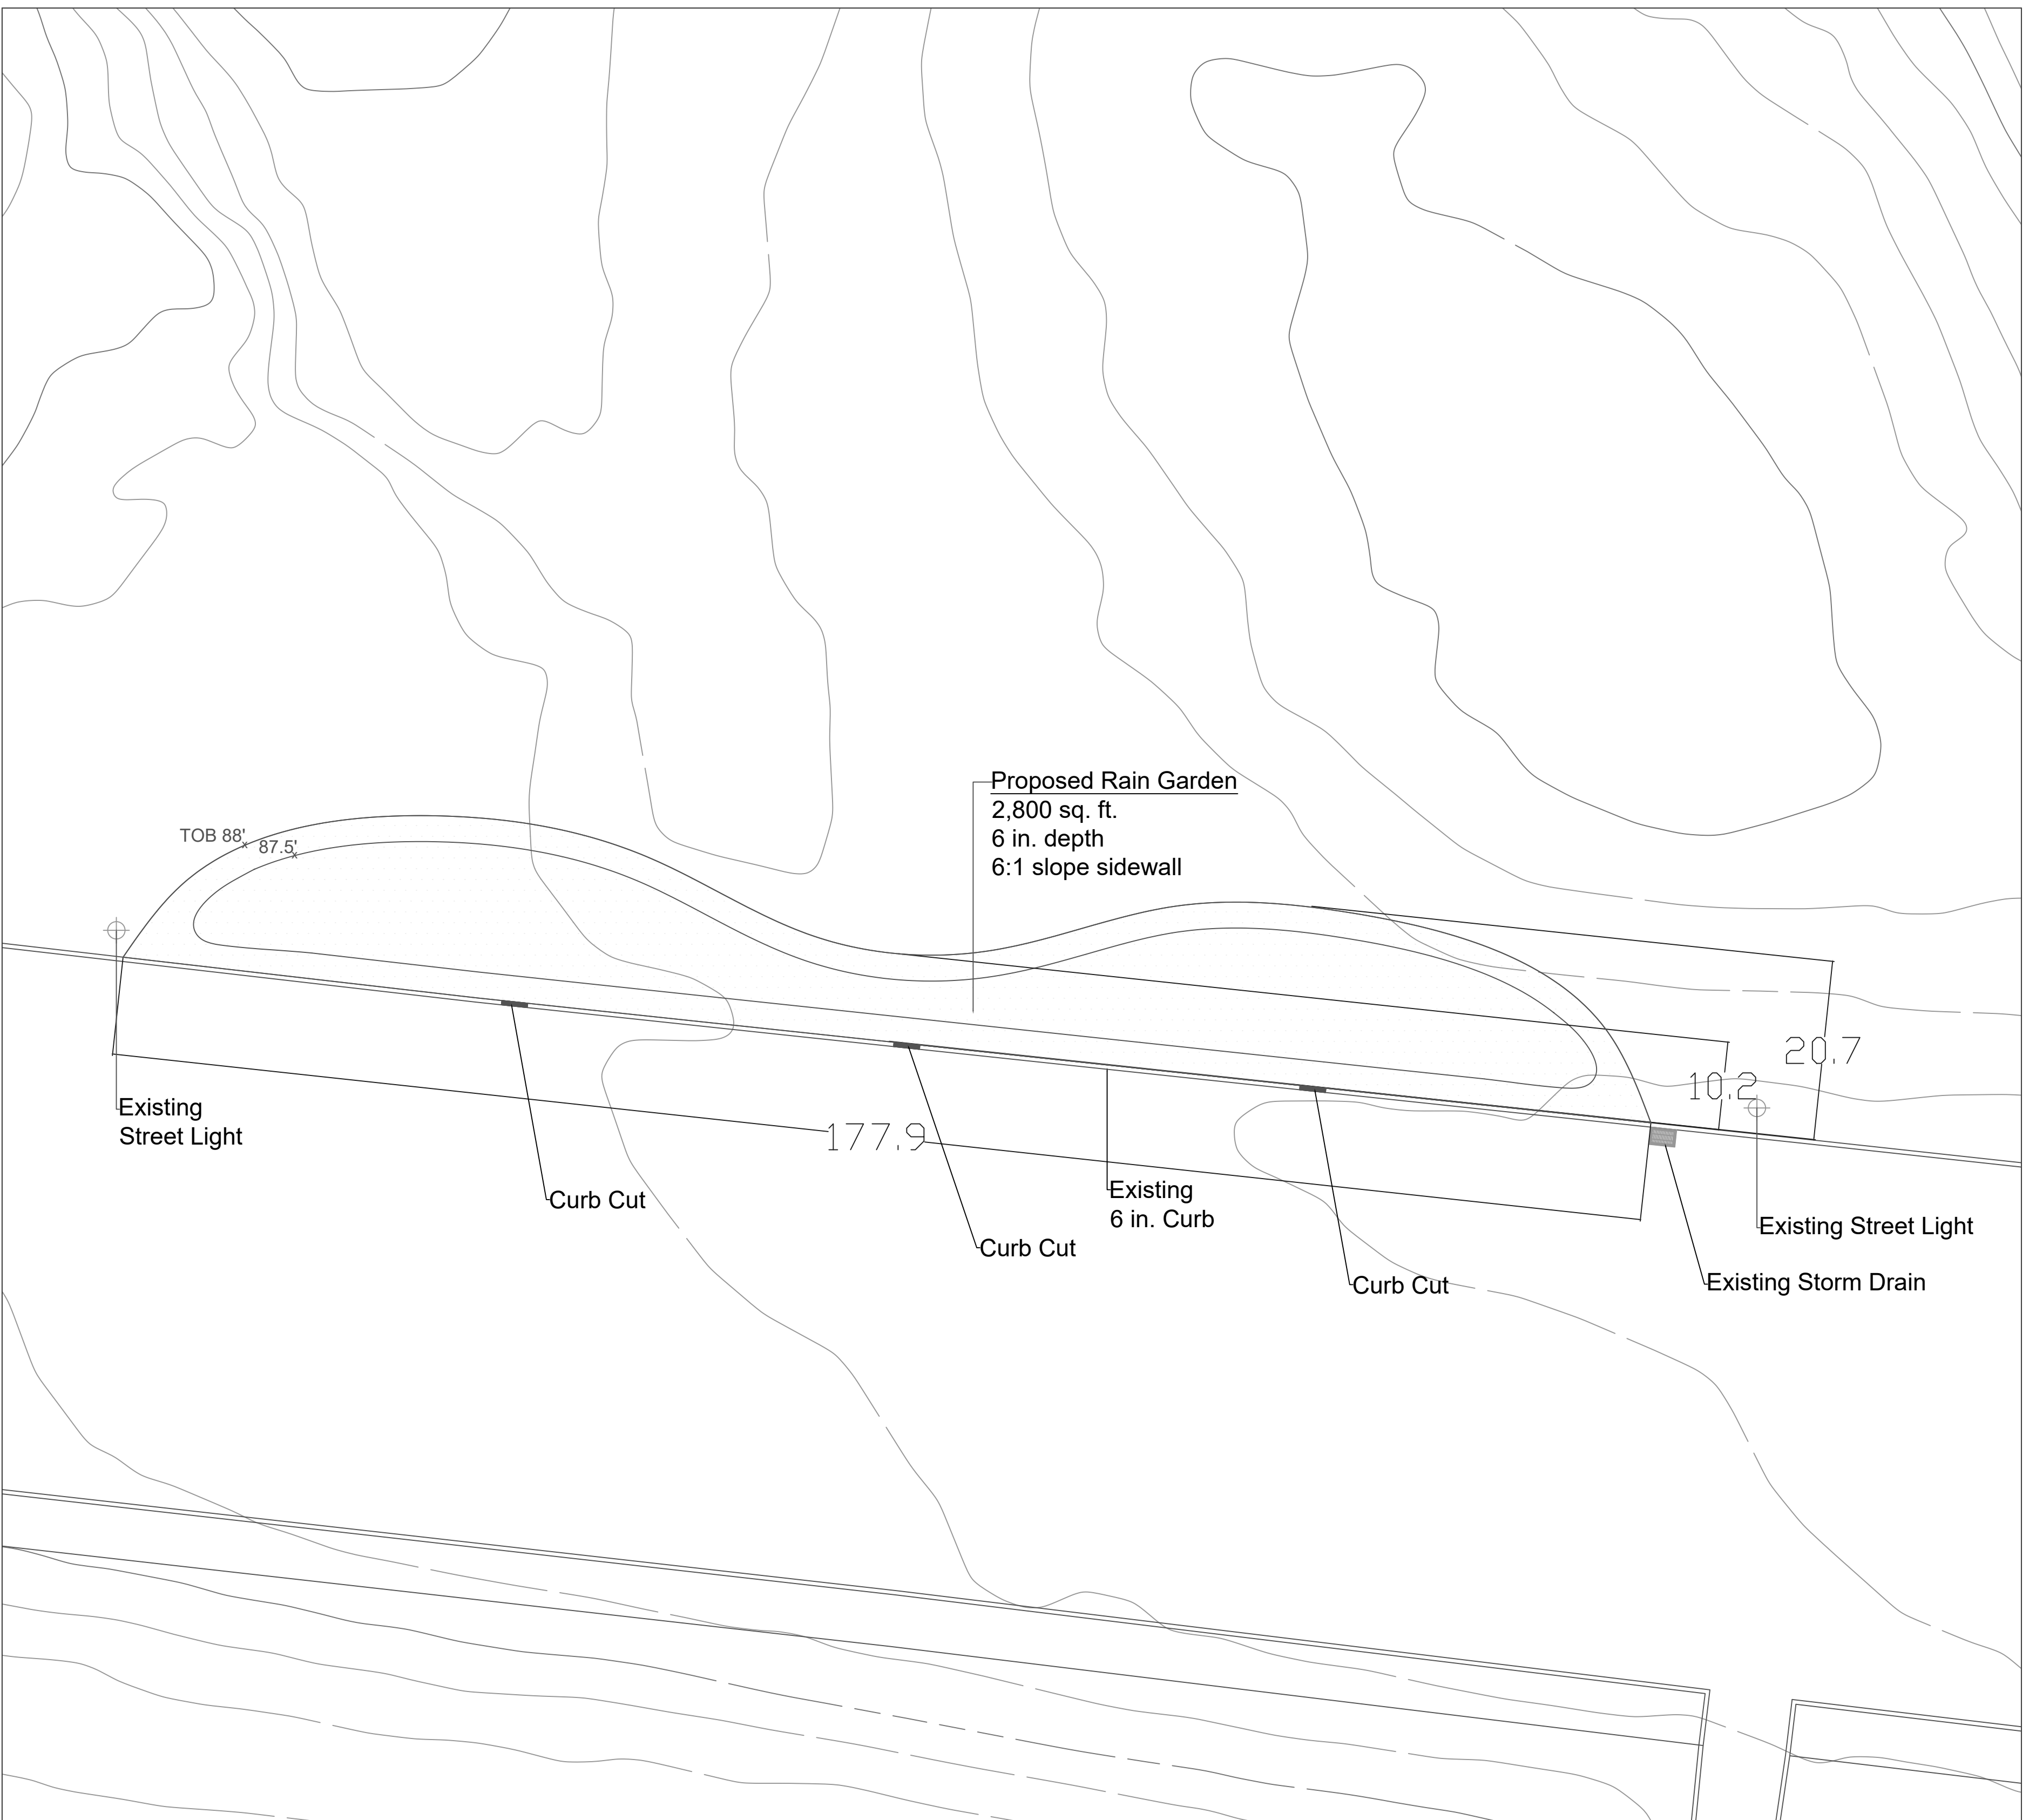 Proposed Rain Garden
2,800 sq. ft.
6 in. depth
6:1 slope sidewall
TOB 88'
87.5'
20.7
10.2
177.9
Existing
Street Light
Curb Cut
Curb Cut
Existing
6 in. Curb
Curb Cut
Existing Street Light
Existing Storm Drain